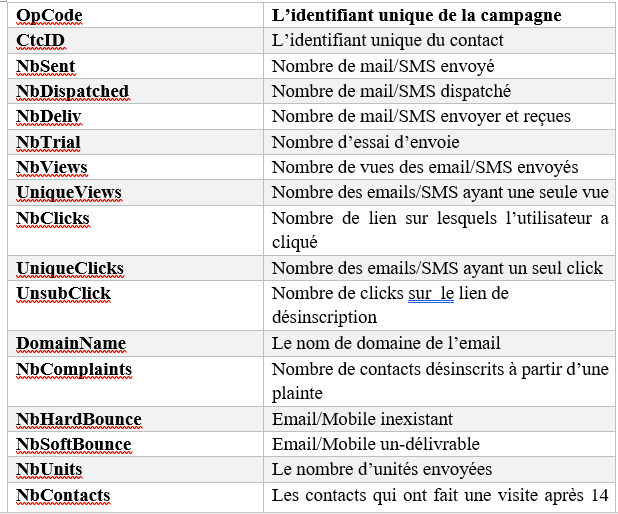 OpCode L’identifiant unique de la campagne
CtcID L’identifiant unique du contact
NbSent Nombre de mail/SMS envoyé
NbDispatched Nombre de mail/SMS dispatché
NbDeliv Nombre de mail/SMS envoyer et reçues
NbTrial Nombre d’essai d’envoie
NbViews Nombre de vues des email/SMS envoyés
UniqueViews Nombre des emails/SMS ayant une seule vue
NbClicks Nombre de lien sur lesquels l’utilisateur a
cliqué
UniqueClicks Nombre des emails/SMS ayant un seul click
UnsubClick Nombre de clicks sur le lien de
désinscription
DomainName Le nom de domaine de l’email
NbComplaints Nombre de contacts désinscrits à partir d’une
plainte
NbHardBounce Email/Mobile inexistant
NbSoftBounce Email/Mobile un-délivrable
NbUnits Le nombre d’unités envoyées
NbContacts Les contacts qui ont fait une visite après 14